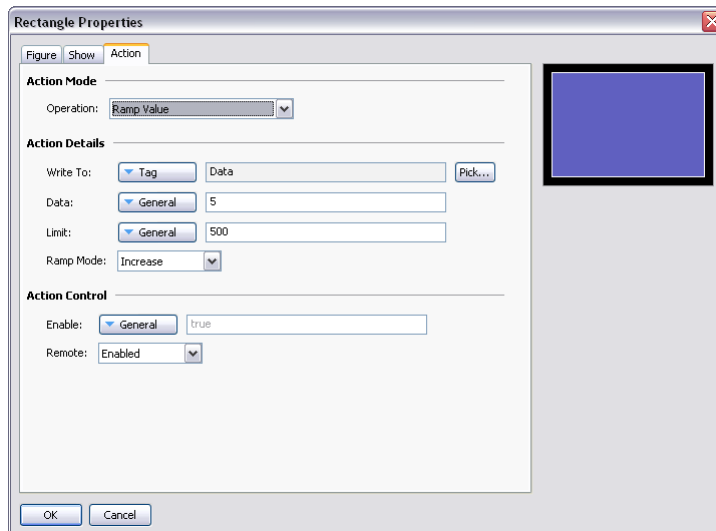 Rectangle Properties
Figure Show Action
Action Mode
Operation: Ramp Value
Action Details
Write To: Tag Data Pick...
Data: General 5
Limit: General 500
Ramp Mode: Increase
Action Control
Enable: General true
Remote: Enabled
OK Cancel